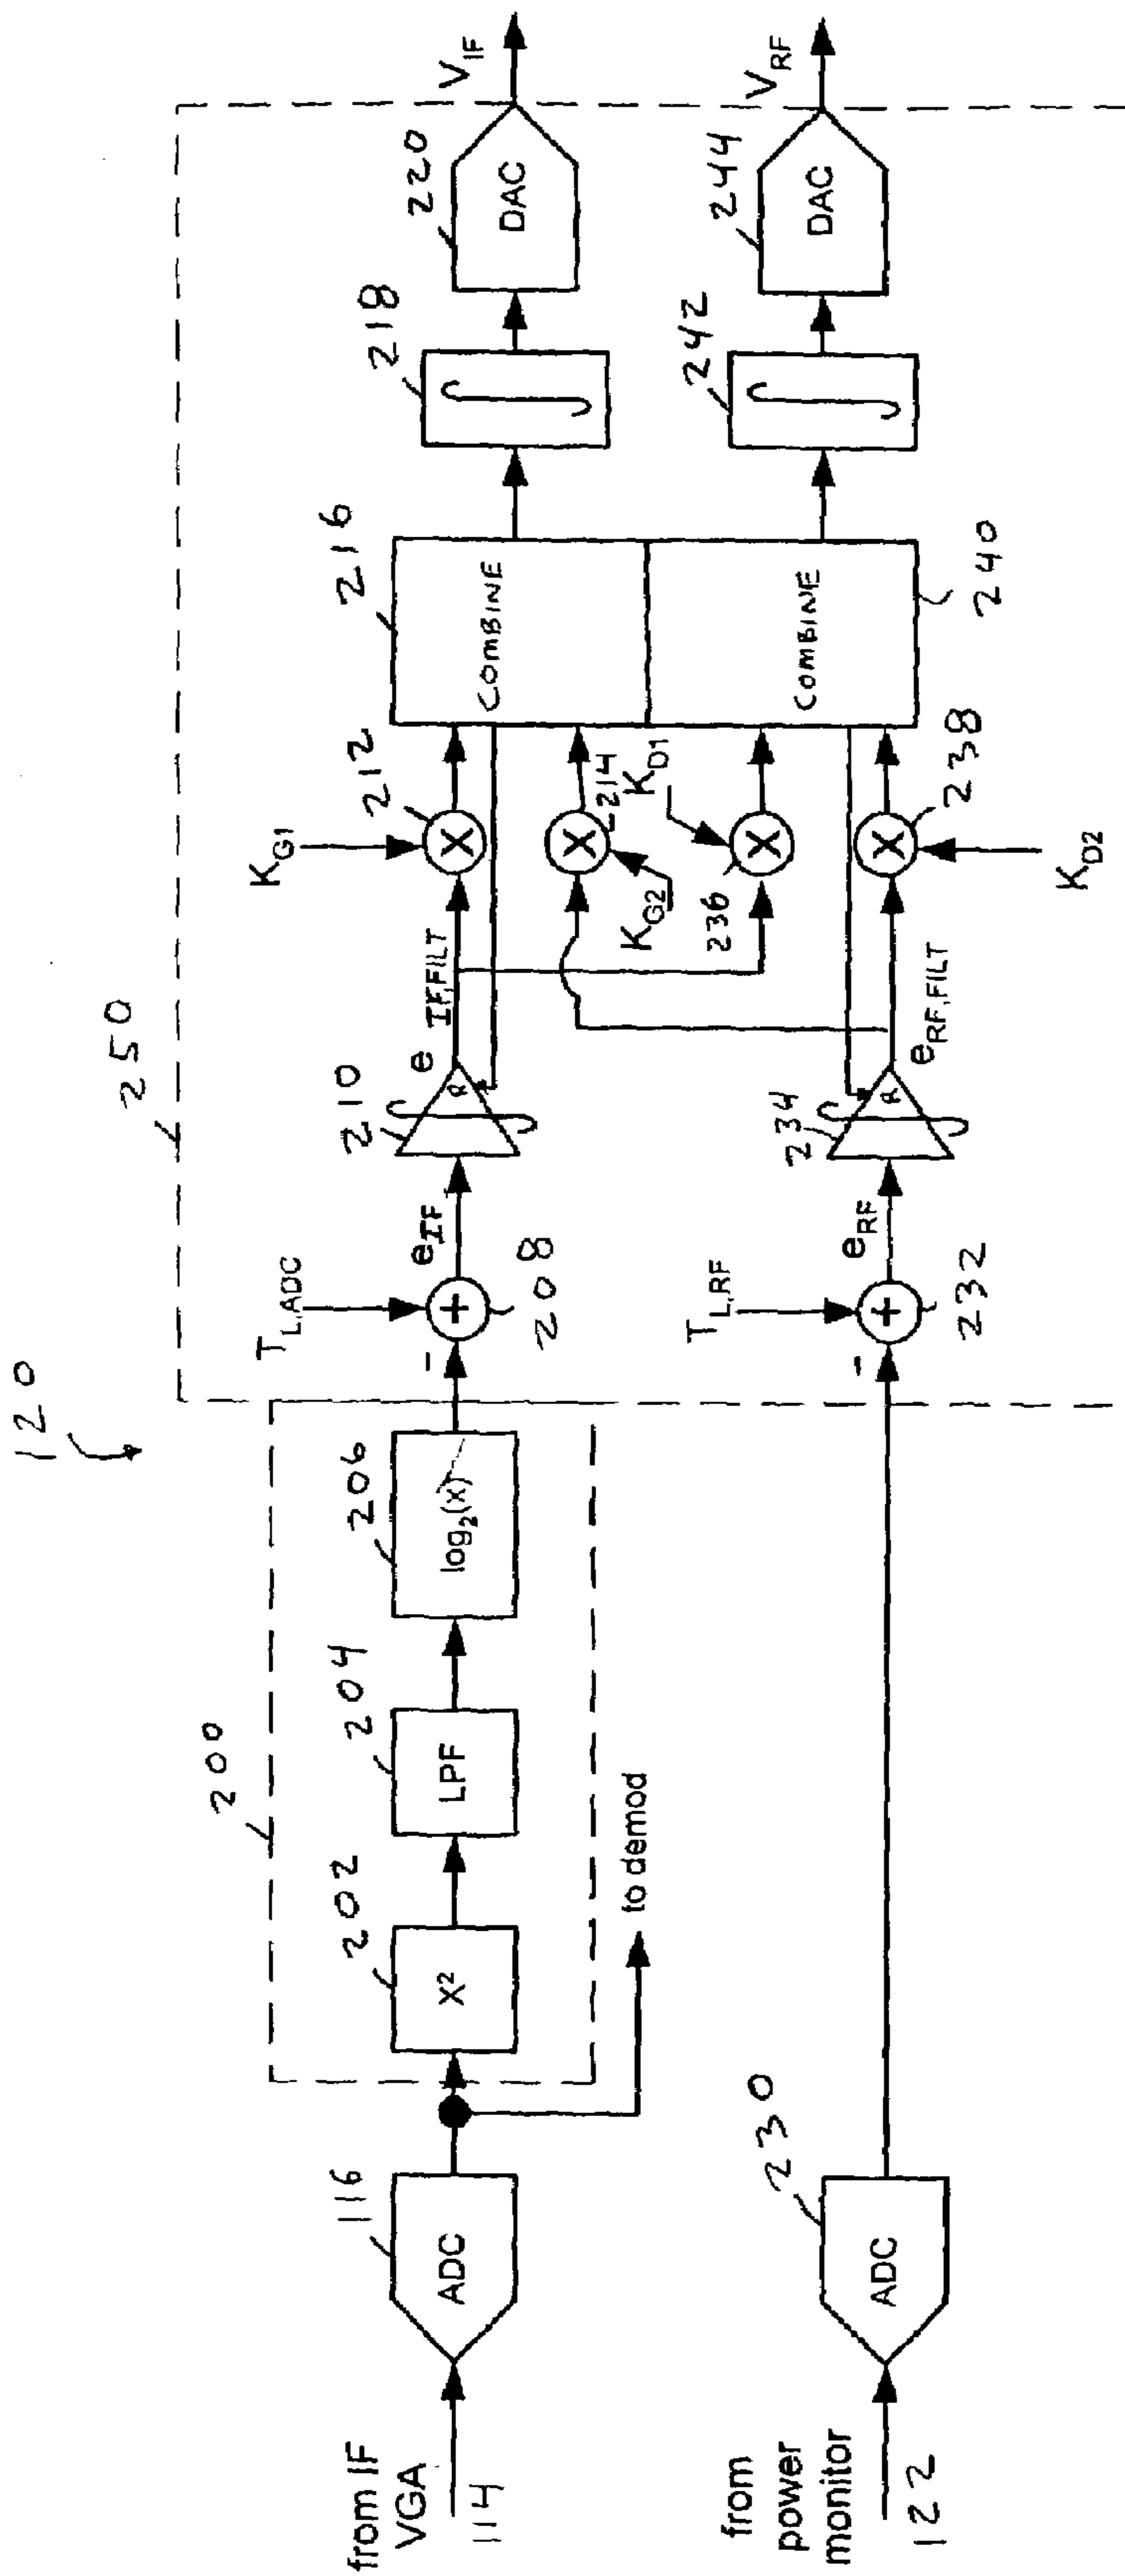 120
250
200
from IF
VGA
114
ADC
116
X²
202
LPF
204
log₂(x)
206
to demod
T_L,ADC
+
-
208
e_IF
210
R
e_IF,FILT
K_G1
X
212
X
214
K_G2
COMBINE
216
∫
218
DAC
220
V_IF
from
power
monitor
122
ADC
230
T_L,RF
+
-
232
e_RF
234
R
e_RF,FILT
K_D1
X
236
X
238
K_D2
COMBINE
240
∫
242
DAC
244
V_RF